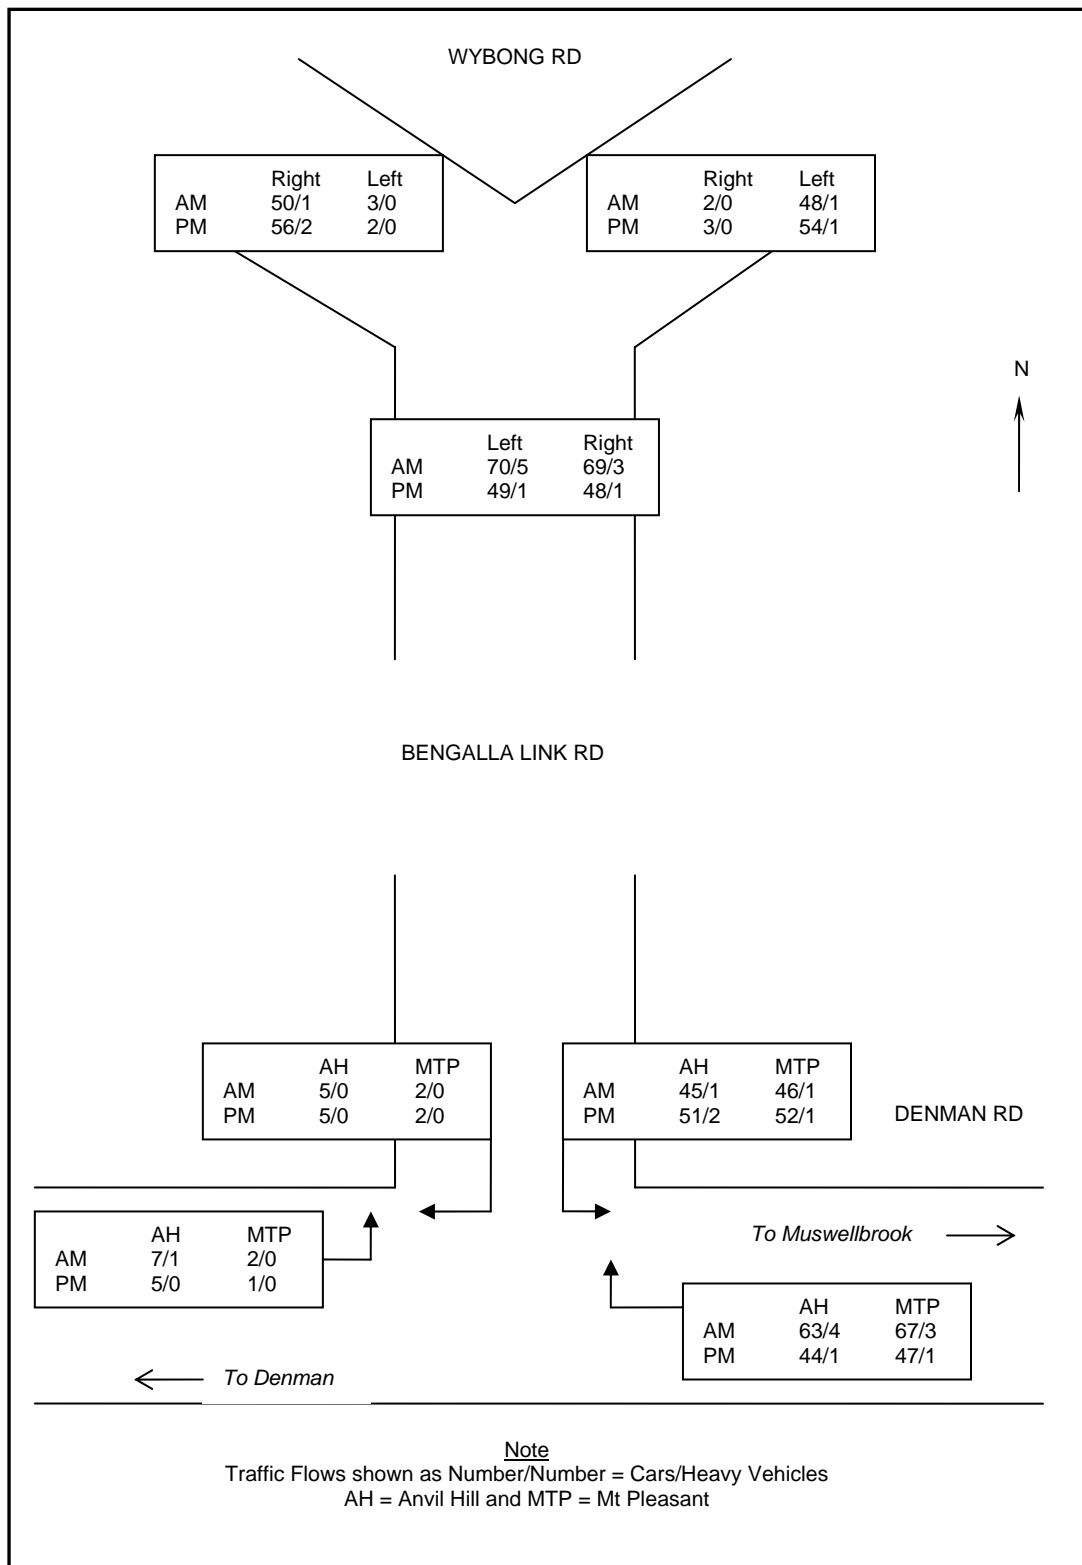 WYBONG RD
Right Left
AM 50/1 3/0
PM 56/2 2/0
Right Left
AM 2/0 48/1
PM 3/0 54/1
N
Left Right
AM 70/5 69/3
PM 49/1 48/1
BENGALLA LINK RD
AH MTP
AM 5/0 2/0
PM 5/0 2/0
AH MTP
AM 45/1 46/1
PM 51/2 52/1
DENMAN RD
AH MTP
AM 7/1 2/0
PM 5/0 1/0
To Muswellbrook
AH MTP
AM 63/4 67/3
PM 44/1 47/1
To Denman
Note
Traffic Flows shown as Number/Number = Cars/Heavy Vehicles
AH = Anvil Hill and MTP = Mt Pleasant